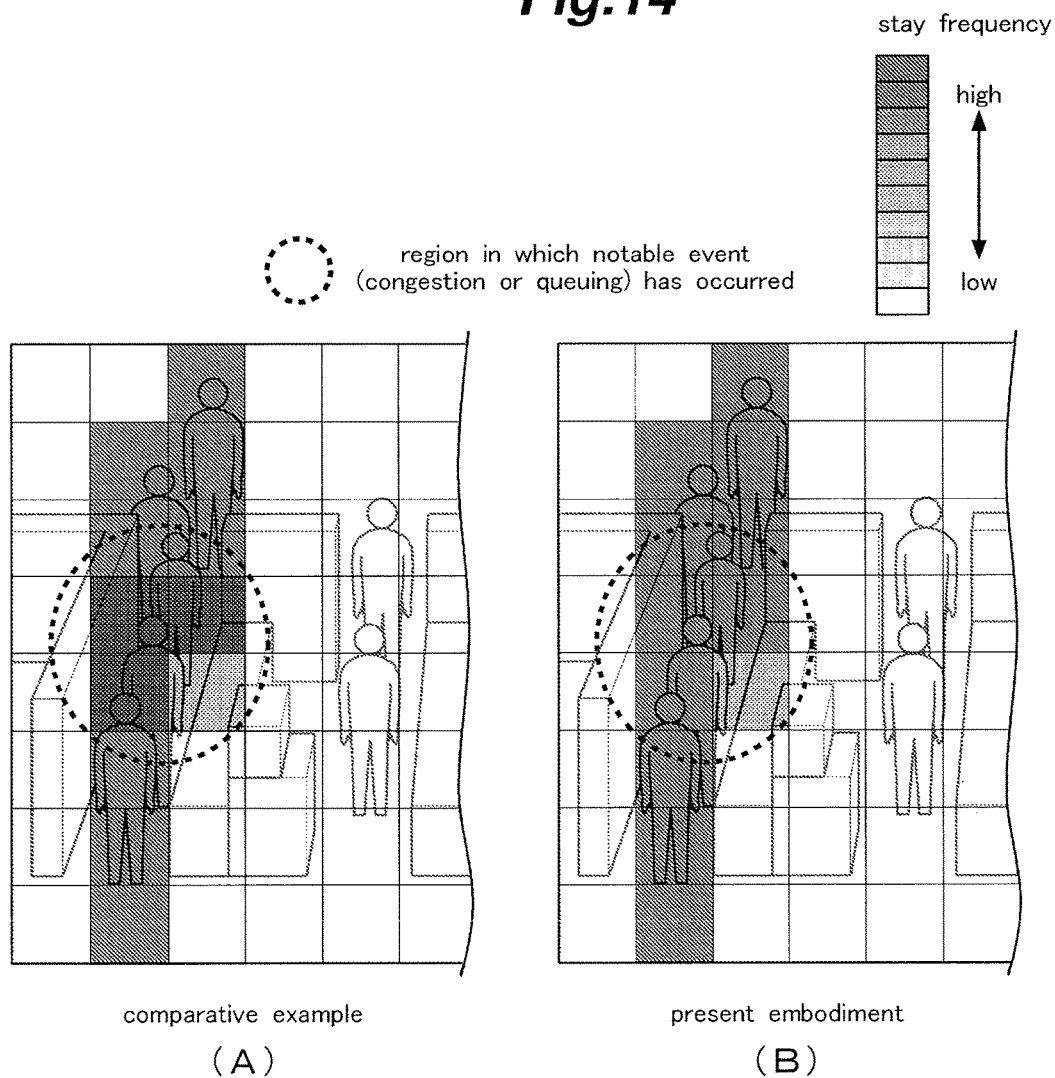 Fig.14
stay frequency
high
low
region in which notable event
(congestion or queuing) has occurred
comparative example
present embodiment
(A)
(B)